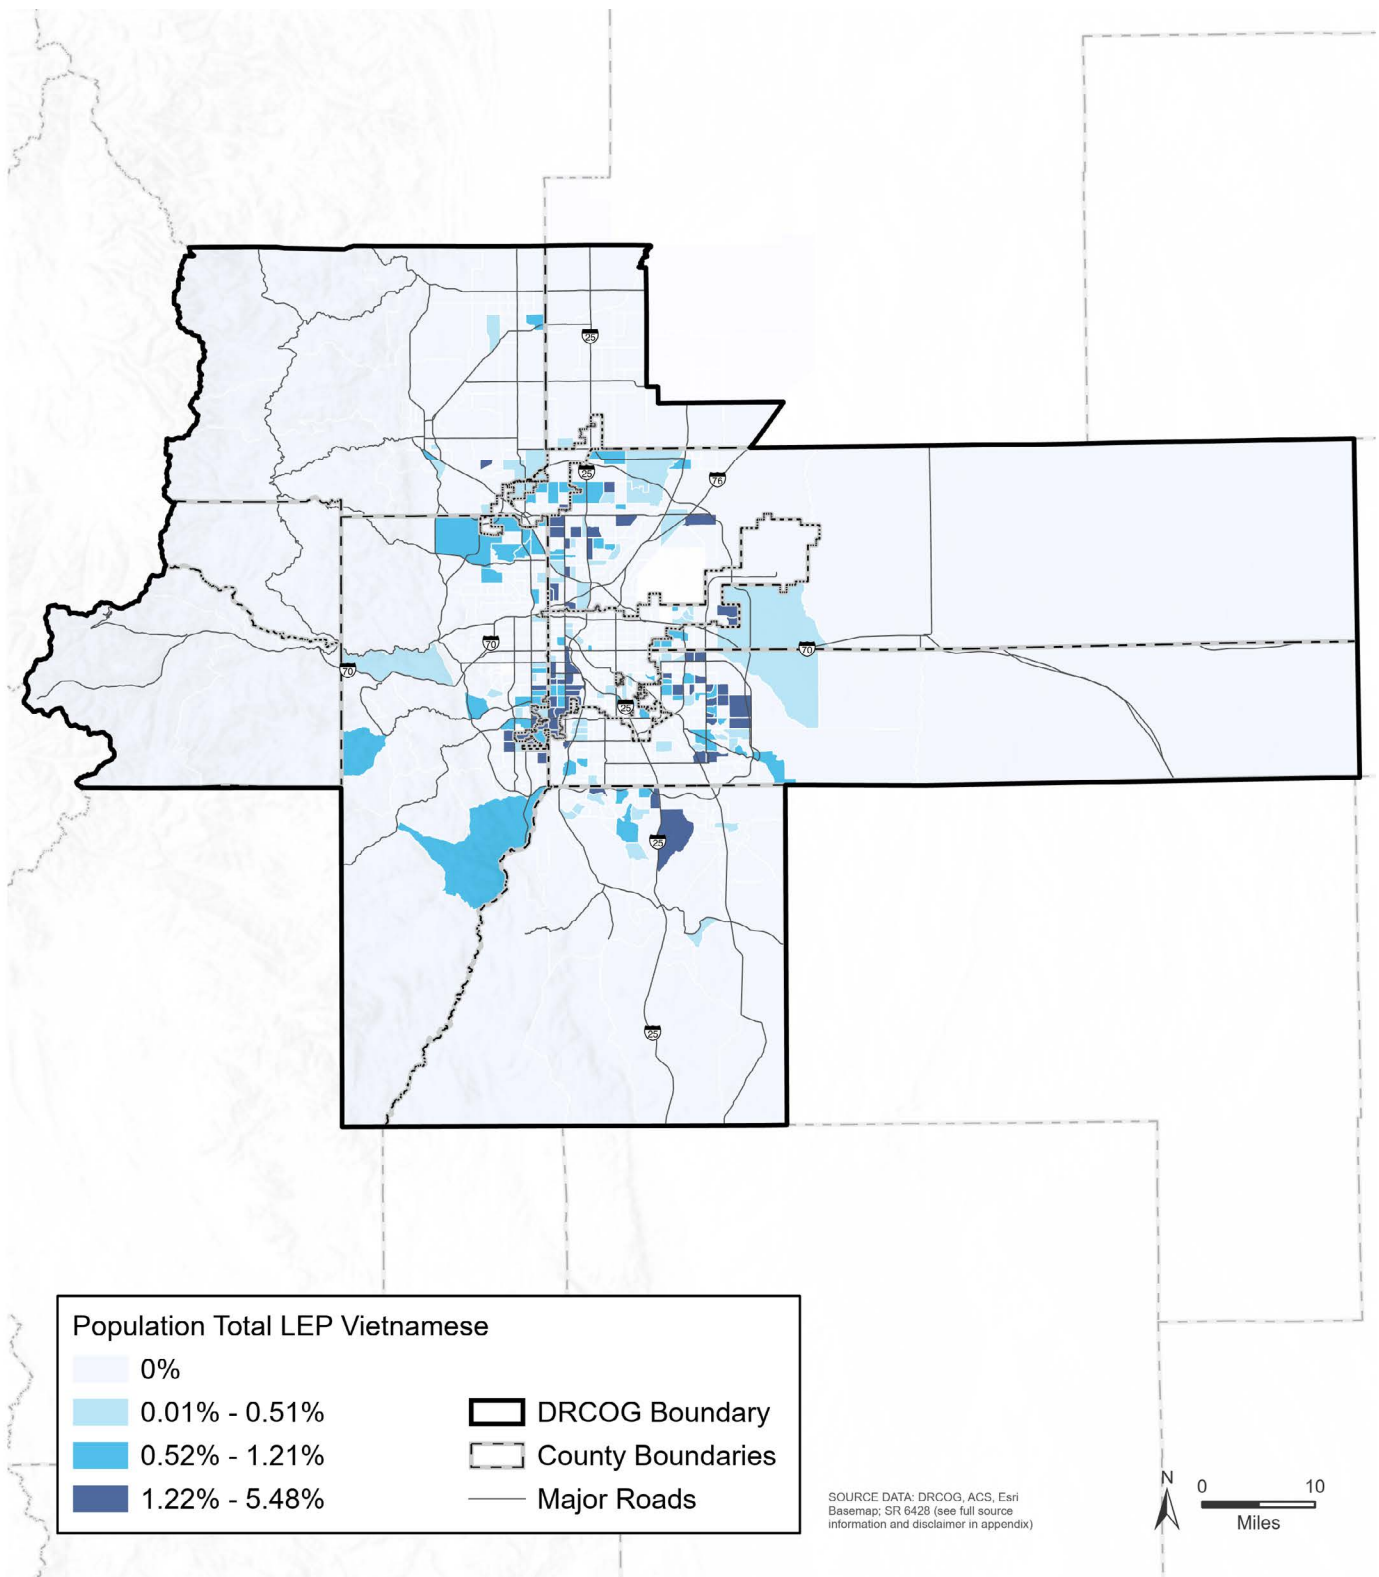 25
25
76
70
70
70
25
25
25
Population Total LEP Vietnamese
0%
0.01% - 0.51%
0.52% - 1.21%
1.22% - 5.48%
DRCOG Boundary
County Boundaries
Major Roads
SOURCE DATA: DRCOG, ACS, Esri
Basemap; SR 6428 (see full source
information and disclaimer in appendix)
N
0 10
Miles